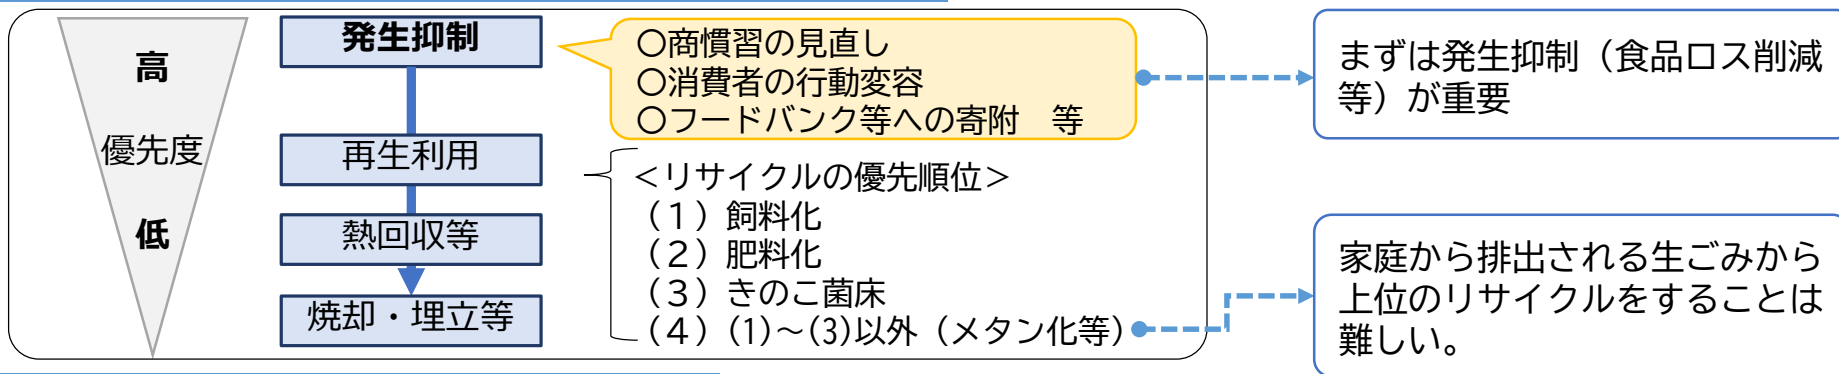 高
優先度
低
発生抑制
再生利用
熱回収等
焼却・埋立等
〇商慣習の見直し
〇消費者の行動変容
〇フードバンク等への寄附　等
＜リサイクルの優先順位＞
（１）飼料化
（２）肥料化
（３）きのこ菌床
（４）(1)～(3)以外（メタン化等）
まずは発生抑制（食品ロス削減
等）が重要
家庭から排出される生ごみから
上位のリサイクルをすることは
難しい。